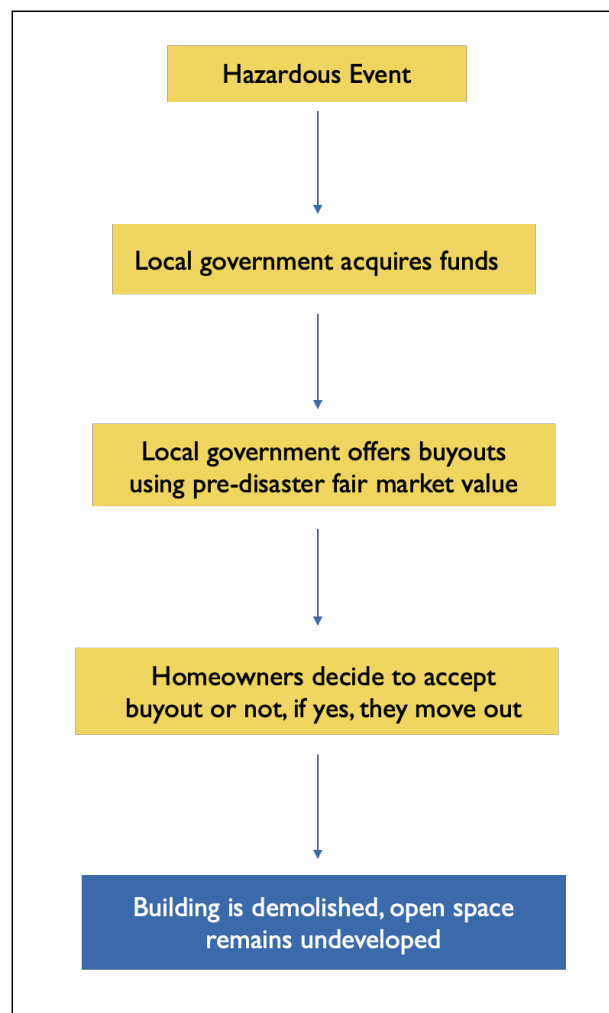 Hazardous Event
Local government acquires funds
Local government offers buyouts
using pre-disaster fair market value
Homeowners decide to accept
buyout or not, if yes, they move out
Building is demolished, open space
remains undeveloped